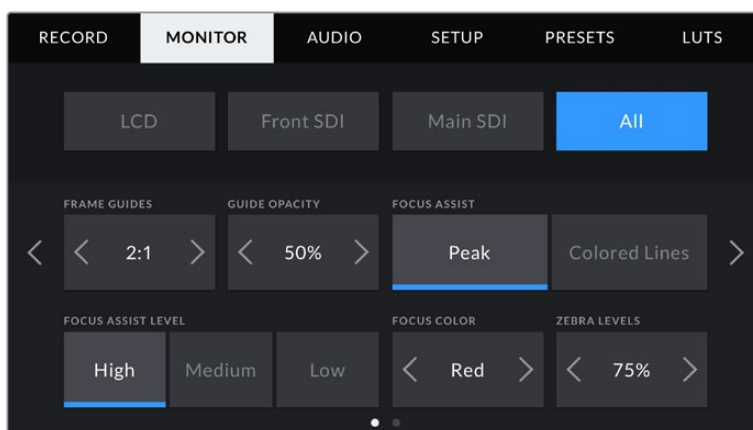 RECORD MONITOR AUDIO SETUP PRESETS LUTS
LCD Front SDI Main SDI All
FRAME GUIDES GUIDE OPACITY FOCUS ASSIST
2:1 50% Peak Colored Lines
FOCUS ASSIST LEVEL FOCUS COLOR ZEBRA LEVELS
High Medium Low Red 75%